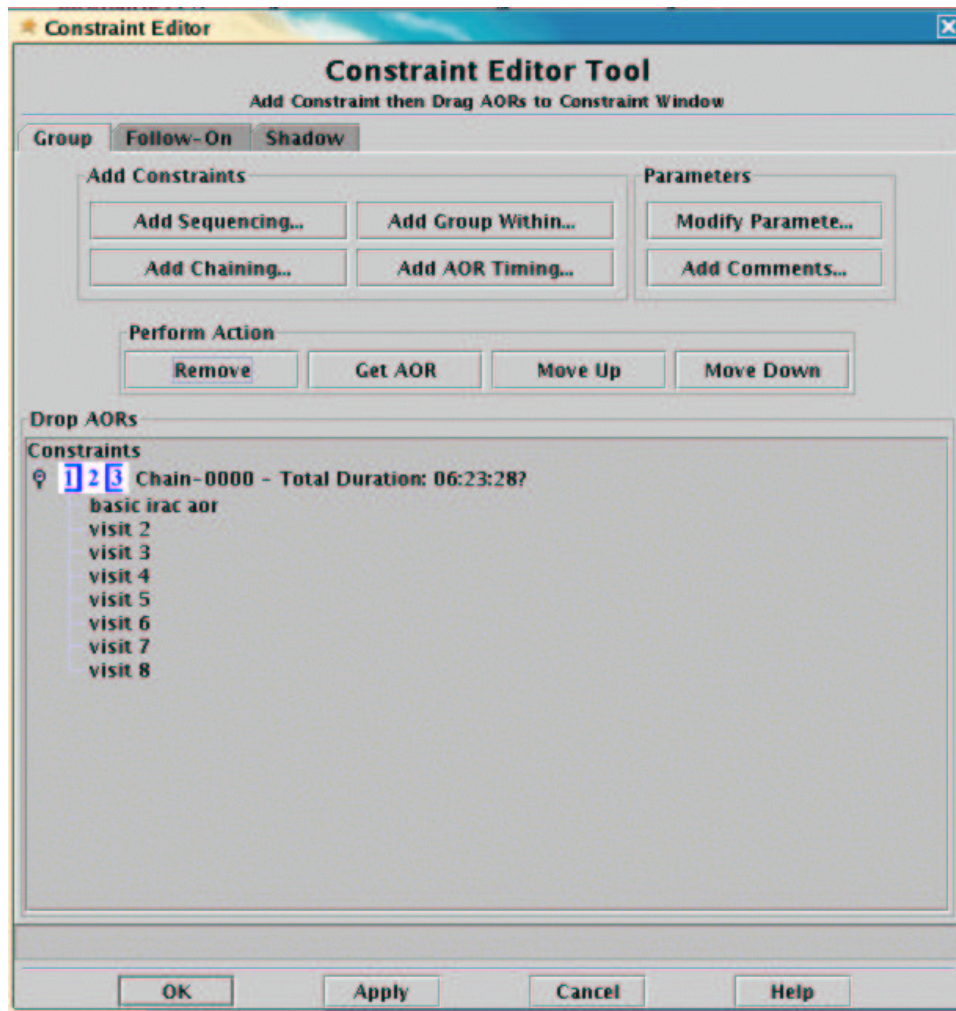 Constraint Editor
Constraint Editor Tool
Add Constraint then Drag AORs to Constraint Window
Group Follow-On Shadow
Add Constraints Parameters
Add Sequencing... Add Group Within... Modify Paramete...
Add Chaining... Add AOR Timing... Add Comments...
Perform Action
Remove Get AOR Move Up Move Down
Drop AORs
Constraints
1 2 3 Chain-0000 - Total Duration: 06:23:28?
basic irac aor
visit 2
visit 3
visit 4
visit 5
visit 6
visit 7
visit 8
OK Apply Cancel Help